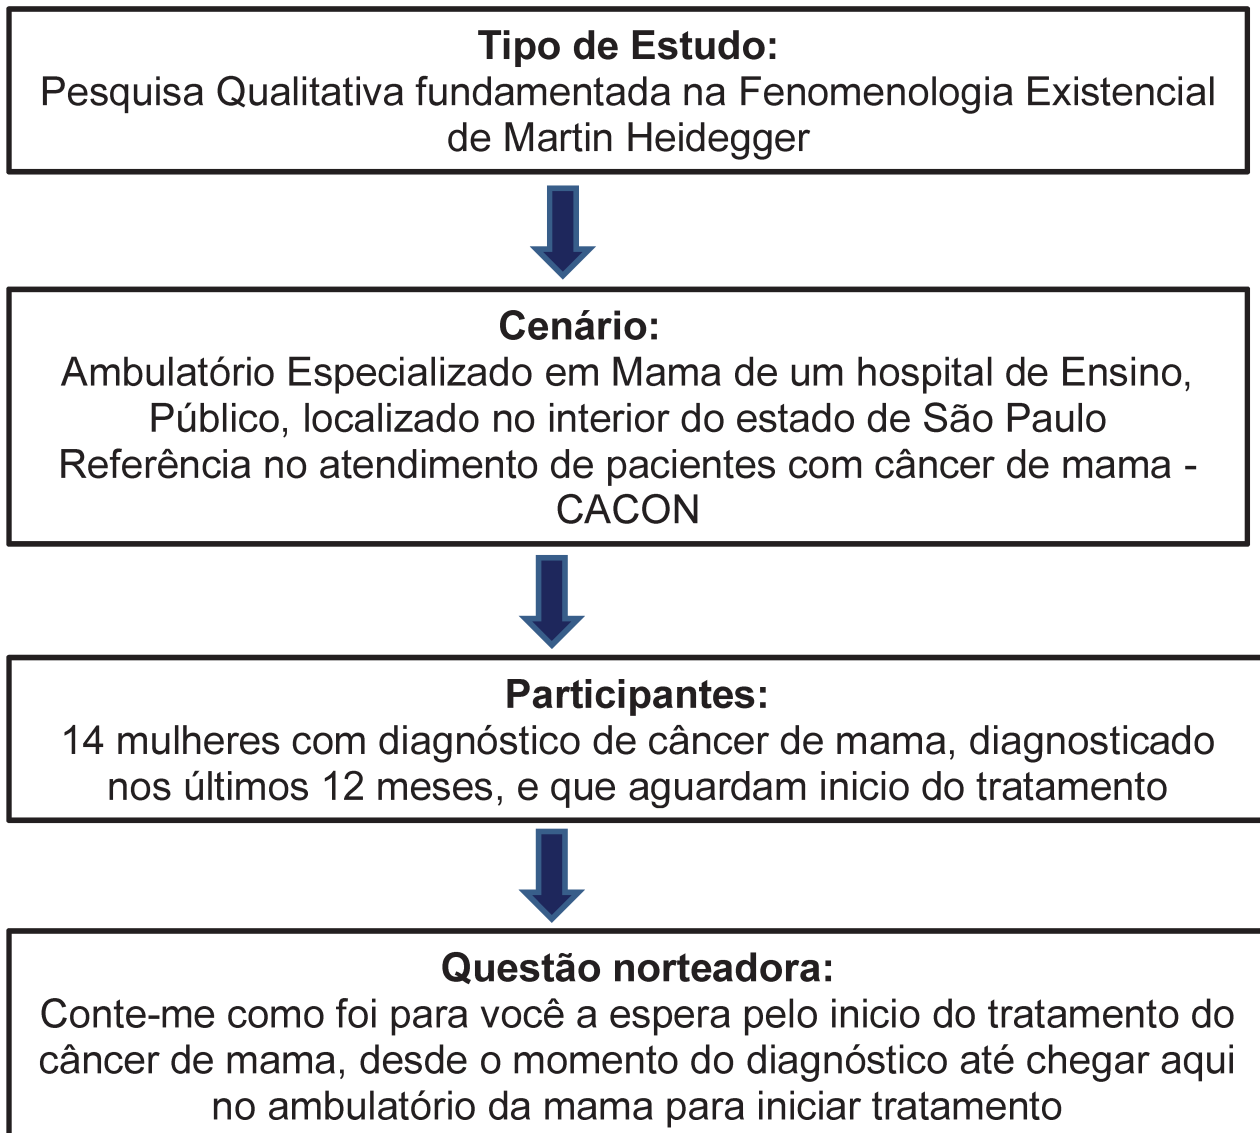 Tipo de Estudo:
Pesquisa Qualitativa fundamentada na Fenomenologia Existencial
de Martin Heidegger
Cenário:
Ambulatório Especializado em Mama de um hospital de Ensino,
Público, localizado no interior do estado de São Paulo
Referência no atendimento de pacientes com câncer de mama -
CACON
Participantes:
14 mulheres com diagnóstico de câncer de mama, diagnosticado
nos últimos 12 meses, e que aguardam inicio do tratamento
Questão norteadora:
Conte-me como foi para você a espera pelo inicio do tratamento do
câncer de mama, desde o momento do diagnóstico até chegar aqui
no ambulatório da mama para iniciar tratamento